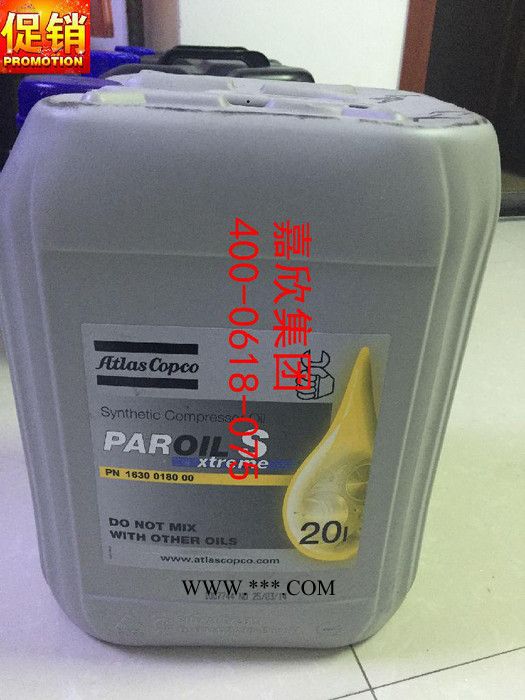 促销
PROMOTION
嘉欣集团
400-0618-075
Atlas Copco
Synthetic Compressor Oil
PAROIL S
xtreme
PN 1630 0180 00
DO NOT MIX
WITH OTHER OILS
20l
www.atlascopco.com
WWW.***.COM